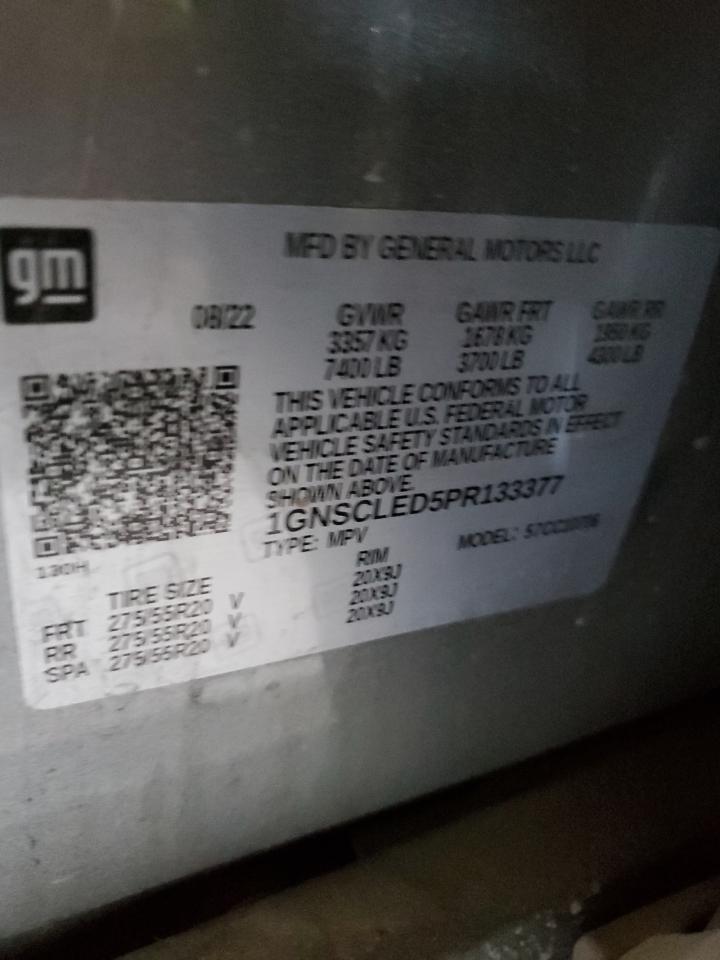 gm
MFD BY GENERAL MOTORS LLC
08/22 GVWR GAWR FRT GAWR RR
3357 KG 1678 KG 1950 KG
7400 LB 3700 LB 4300 LB
THIS VEHICLE CONFORMS TO ALL
APPLICABLE U.S. FEDERAL MOTOR
VEHICLE SAFETY STANDARDS IN EFFECT
ON THE DATE OF MANUFACTURE
SHOWN ABOVE.
1GNSCLED5PR133377
TYPE: MPV MODEL:
TIRE SIZE RIM
FRT 275/55R20 V 20X9J
RR 275/55R20 V 20X9J
SPA 275/55R20 V 20X9J